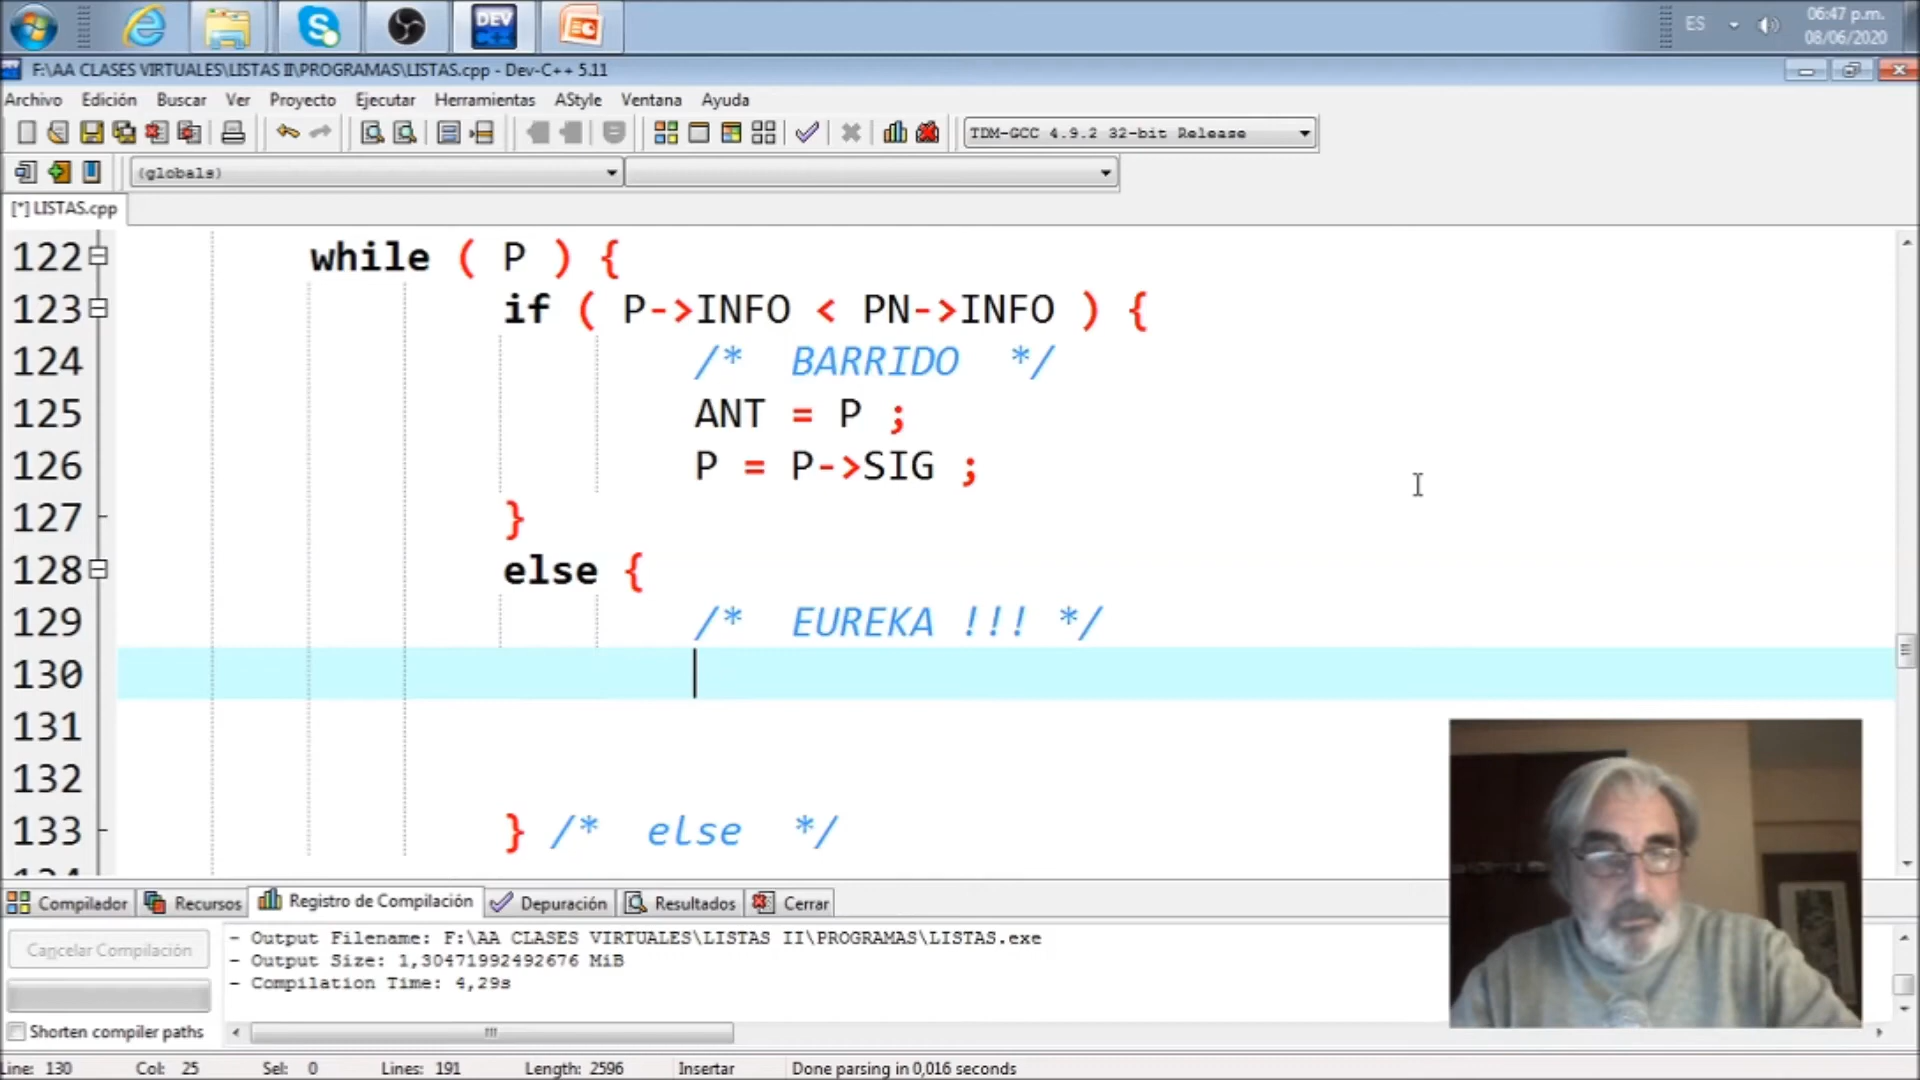 DEV
C++
ES
06:47 p.m.
08/06/2020
F:\AA CLASES VIRTUALES\LISTAS II\PROGRAMAS\LISTAS.cpp - Dev-C++ 5.11
Archivo Edición Buscar Ver Proyecto Ejecutar Herramientas AStyle Ventana Ayuda
TDM-GCC 4.9.2 32-bit Release
(globals)
[*] LISTAS.cpp
122 while ( P ) {
123 if ( P->INFO < PN->INFO ) {
124 /* BARRIDO */
125 ANT = P ;
126 P = P->SIG ;
127 }
128 else {
129 /* EUREKA !!! */
130
131
132
133 } /* else */
Compilador Recursos Registro de Compilación Depuración Resultados Cerrar
Cancelar Compilación
Shorten compiler paths
- Output Filename: F:\AA CLASES VIRTUALES\LISTAS II\PROGRAMAS\LISTAS.exe
- Output Size: 1,30471992492676 MiB
- Compilation Time: 4,29s
Line: 130 Col: 25 Sel: 0 Lines: 191 Length: 2596 Insertar Done parsing in 0,016 seconds